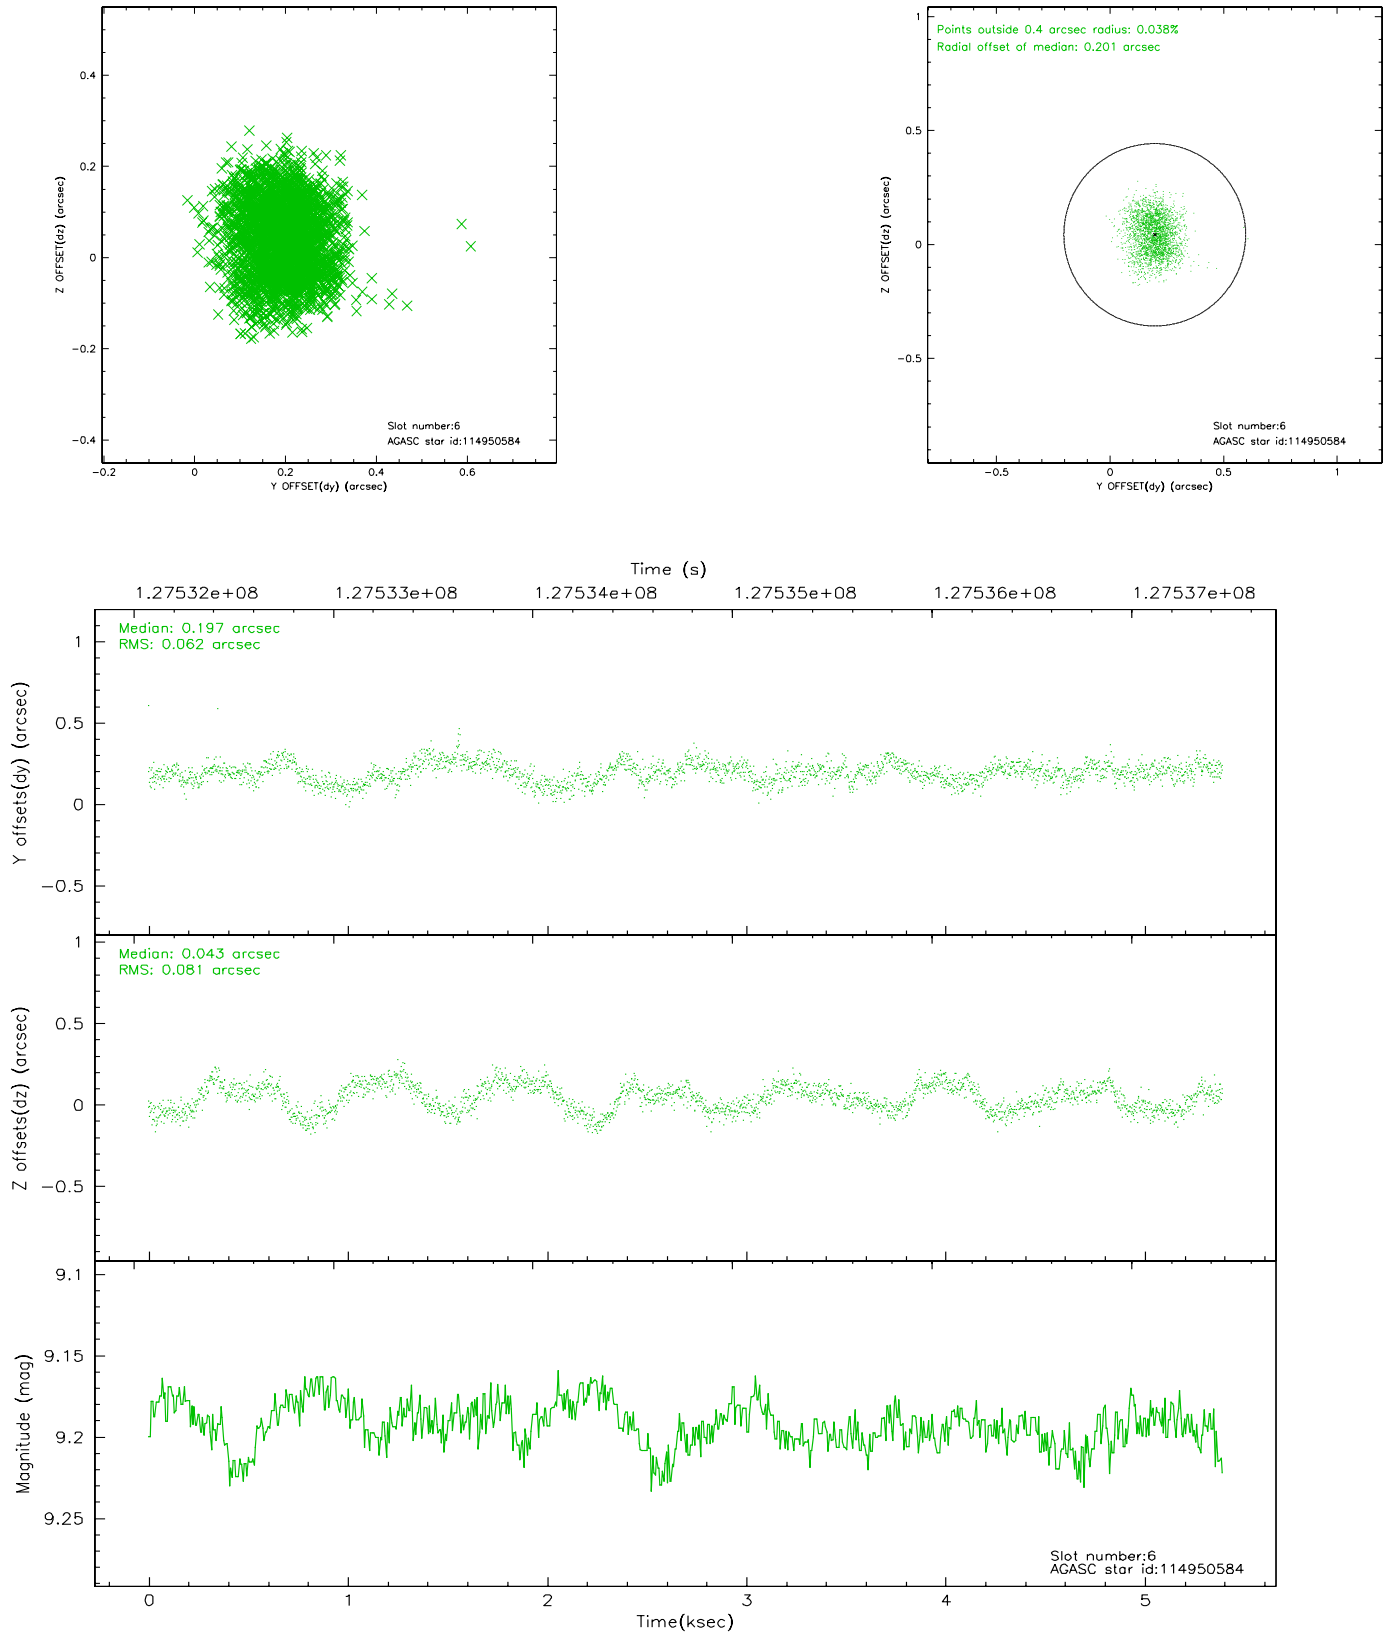 0.4
0.2
0
-0.2
-0.4
Z OFFSET(dz) (arcsec)
Slot number:6
AGASC star id:114950584
-0.2 0 0.2 0.4 0.6
Y OFFSET(dy) (arcsec)
Points outside 0.4 arcsec radius: 0.038%
Radial offset of median: 0.201 arcsec
1
0.5
0
-0.5
Z OFFSET(dz) (arcsec)
Slot number:6
AGASC star id:114950584
-0.5 0 0.5 1
Y OFFSET(dy) (arcsec)
Time (s)
1.27532e+08 1.27533e+08 1.27534e+08 1.27535e+08 1.27536e+08 1.27537e+08
Median: 0.197 arcsec
RMS: 0.062 arcsec
1
0.5
0
-0.5
Y offsets(dy) (arcsec)
Median: 0.043 arcsec
RMS: 0.081 arcsec
1
0.5
0
-0.5
Z offsets(dz) (arcsec)
9.1
9.15
9.2
9.25
Magnitude (mag)
Slot number:6
AGASC star id:114950584
0 1 2 3 4 5
Time(ksec)